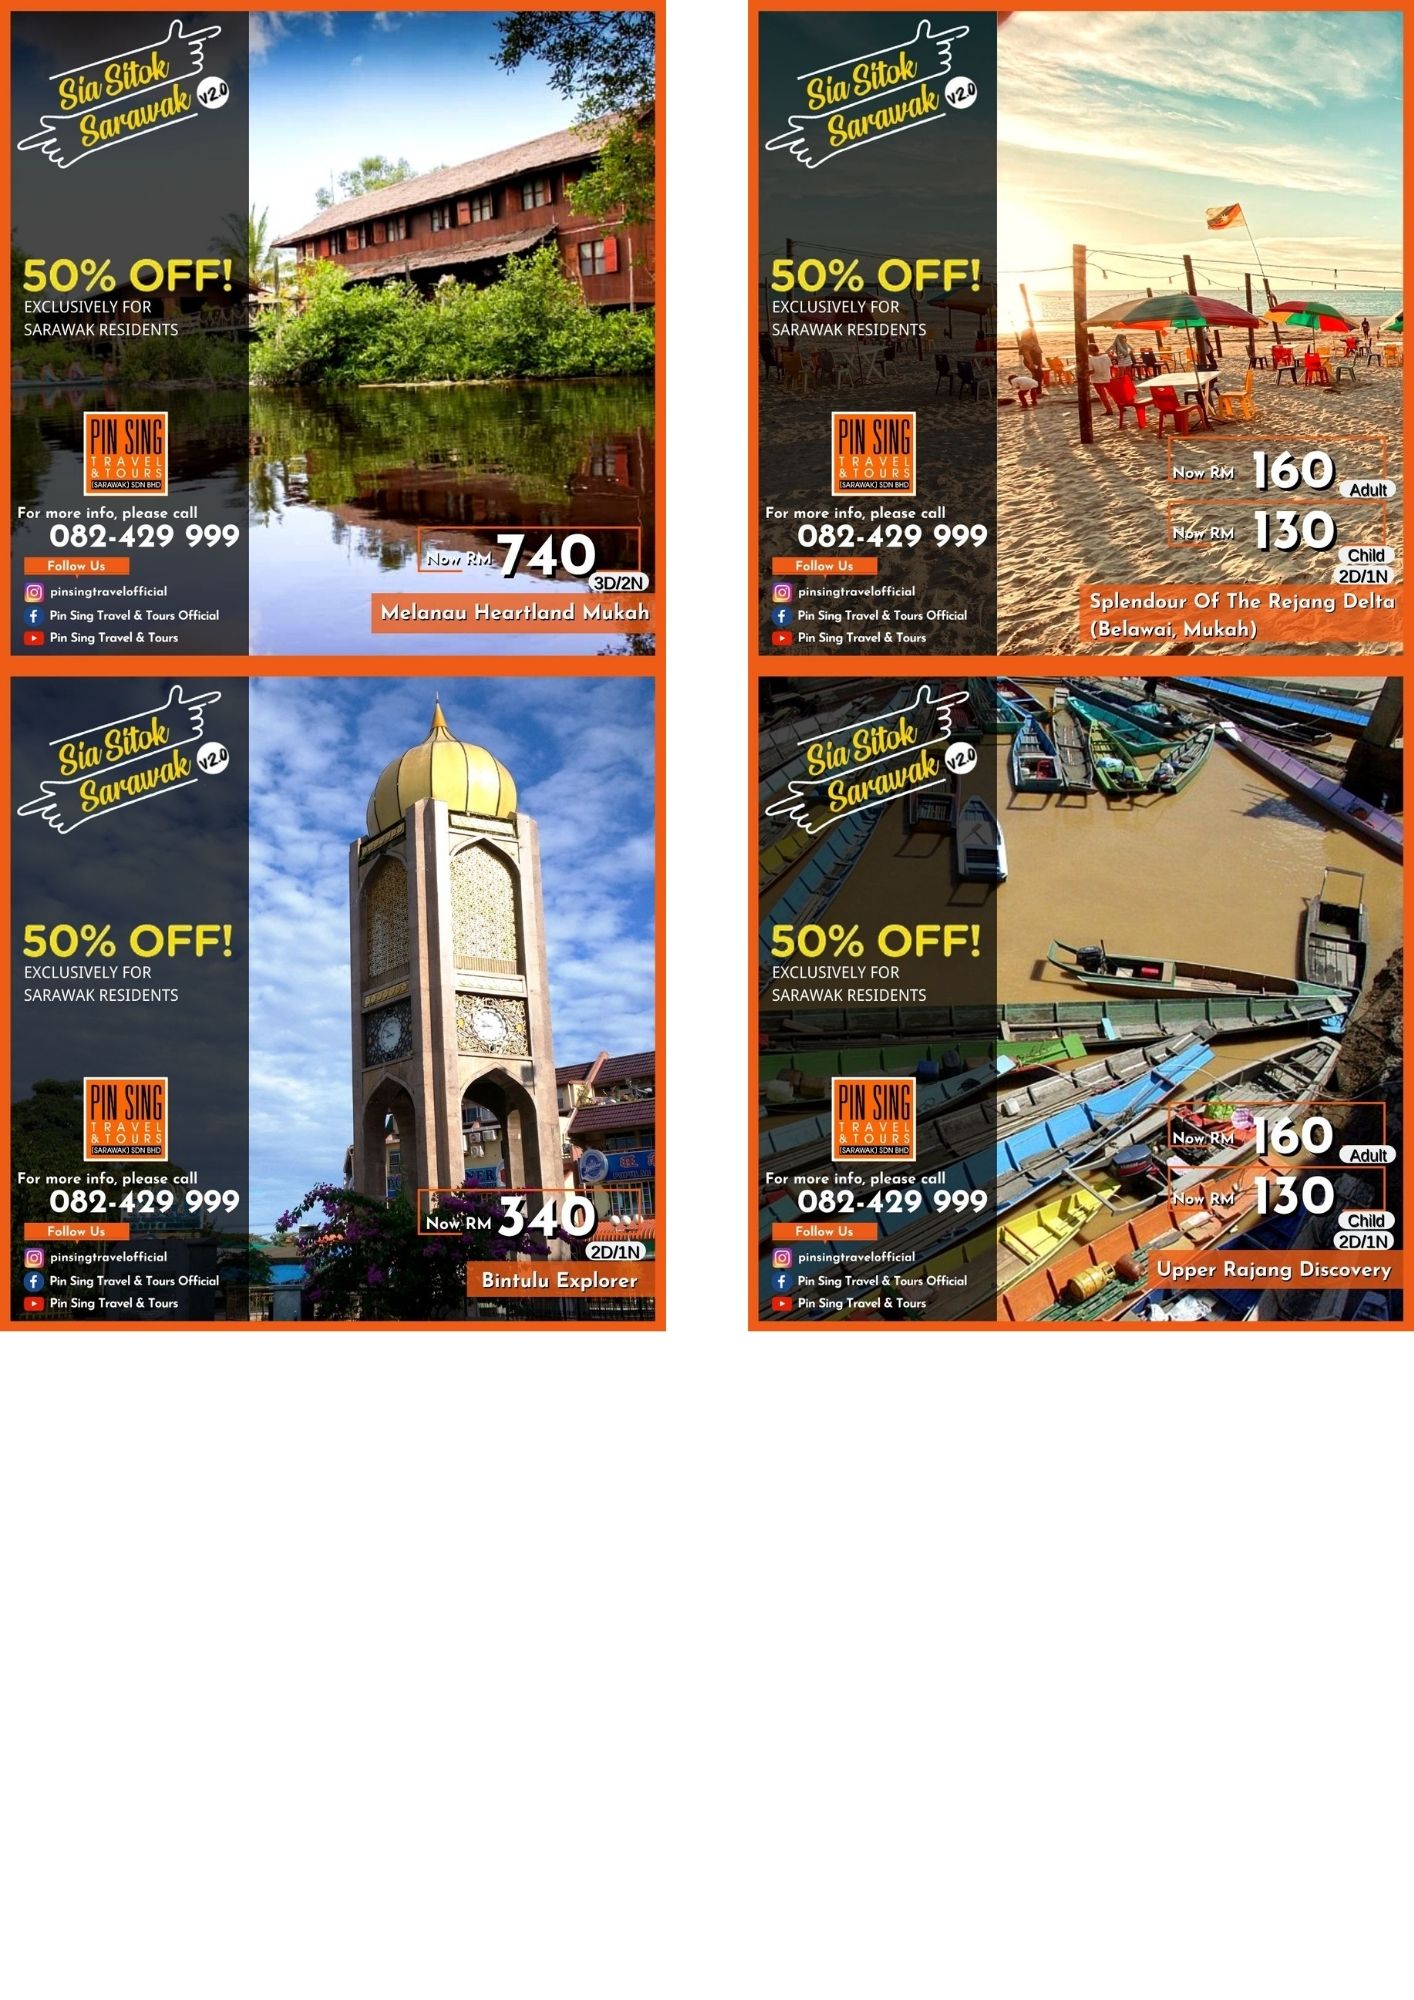 Sia Sitok
Sarawak
v2.0
50% OFF!
EXCLUSIVELY FOR
SARAWAK RESIDENTS
PIN SING
TRAVEL
& TOURS
(SARAWAK) SDN BHD
For more info, please call
082-429 999
Follow Us
pinsingtravelofficial
Pin Sing Travel & Tours Official
Pin Sing Travel & Tours
Now RM 740
3D/2N
Melanau Heartland Mukah
Sia Sitok
Sarawak
v2.0
50% OFF!
EXCLUSIVELY FOR
SARAWAK RESIDENTS
PIN SING
TRAVEL
& TOURS
(SARAWAK) SDN BHD
For more info, please call
082-429 999
Follow Us
pinsingtravelofficial
Pin Sing Travel & Tours Official
Pin Sing Travel & Tours
Now RM 160
Adult
Now RM 130
Child
2D/1N
Splendour Of The Rejang Delta
(Belawai, Mukah)
Sia Sitok
Sarawak
v2.0
50% OFF!
EXCLUSIVELY FOR
SARAWAK RESIDENTS
PIN SING
TRAVEL
& TOURS
(SARAWAK) SDN BHD
For more info, please call
082-429 999
Follow Us
pinsingtravelofficial
Pin Sing Travel & Tours Official
Pin Sing Travel & Tours
Now RM 340
2D/1N
Bintulu Explorer
Sia Sitok
Sarawak
v2.0
50% OFF!
EXCLUSIVELY FOR
SARAWAK RESIDENTS
PIN SING
TRAVEL
& TOURS
(SARAWAK) SDN BHD
For more info, please call
082-429 999
Follow Us
pinsingtravelofficial
Pin Sing Travel & Tours Official
Pin Sing Travel & Tours
Now RM 160
Adult
Now RM 130
Child
2D/1N
Upper Rajang Discovery